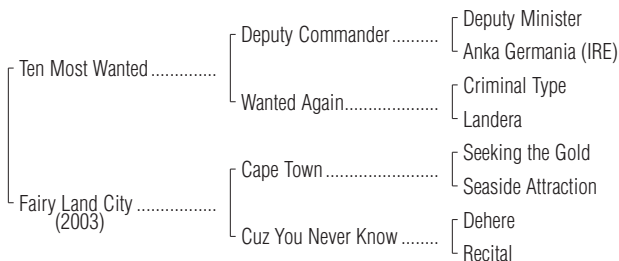 Deputy Minister
Deputy Commander ..........
Anka Germania (IRE)
Ten Most Wanted ..............
Criminal Type
Wanted Again....................
Landera
Seeking the Gold
Cape Town ........................
Seaside Attraction
Fairy Land City .................
(2003)
Dehere
Cuz You Never Know ........
Recital